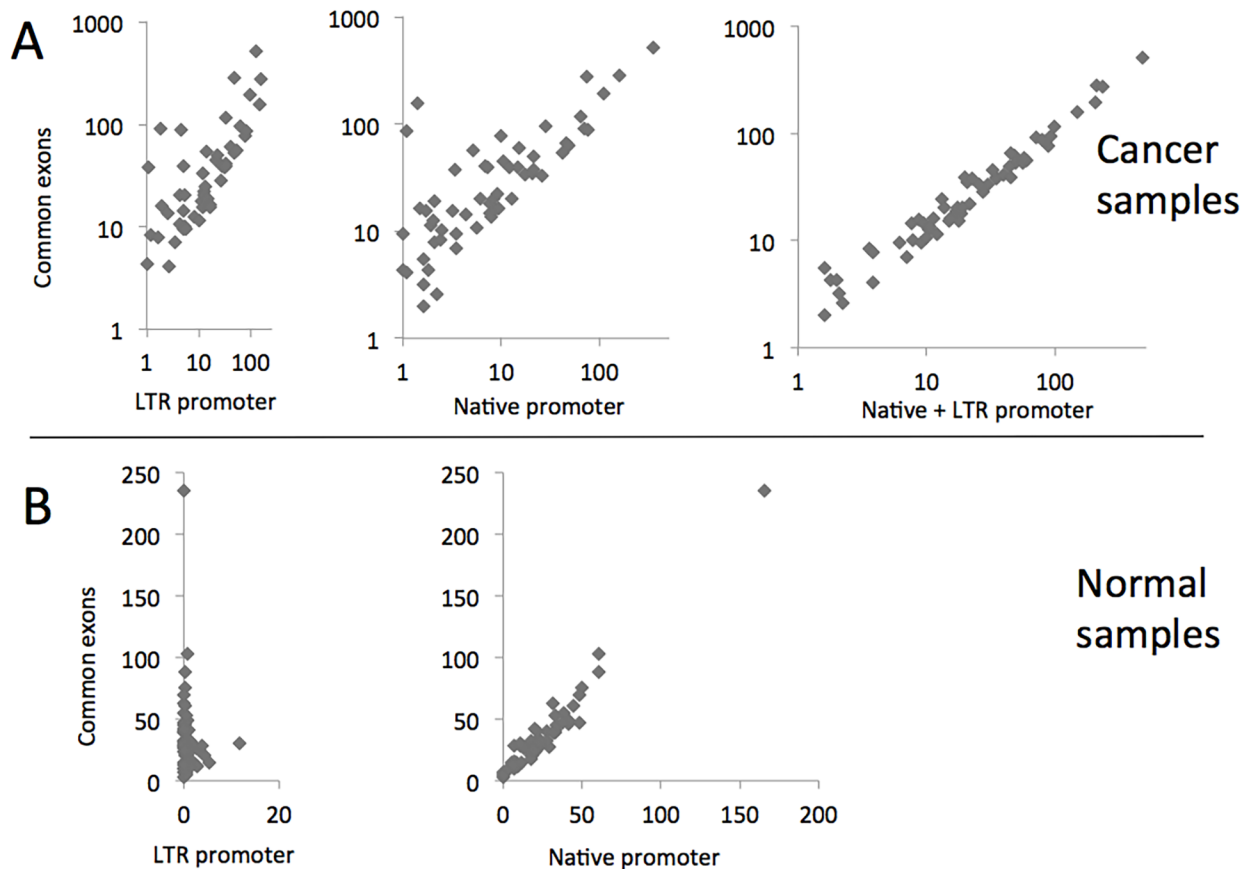 A
Common exons
1000
100
10
1
1 10 100
LTR promoter
1000
100
10
1
1 10 100
Native promoter
1000
100
10
1
1 10 100
Native + LTR promoter
Cancer
samples
B
Common exons
250
200
150
100
50
0
0 20
LTR promoter
250
200
150
100
50
0
0 50 100 150 200
Native promoter
Normal
samples